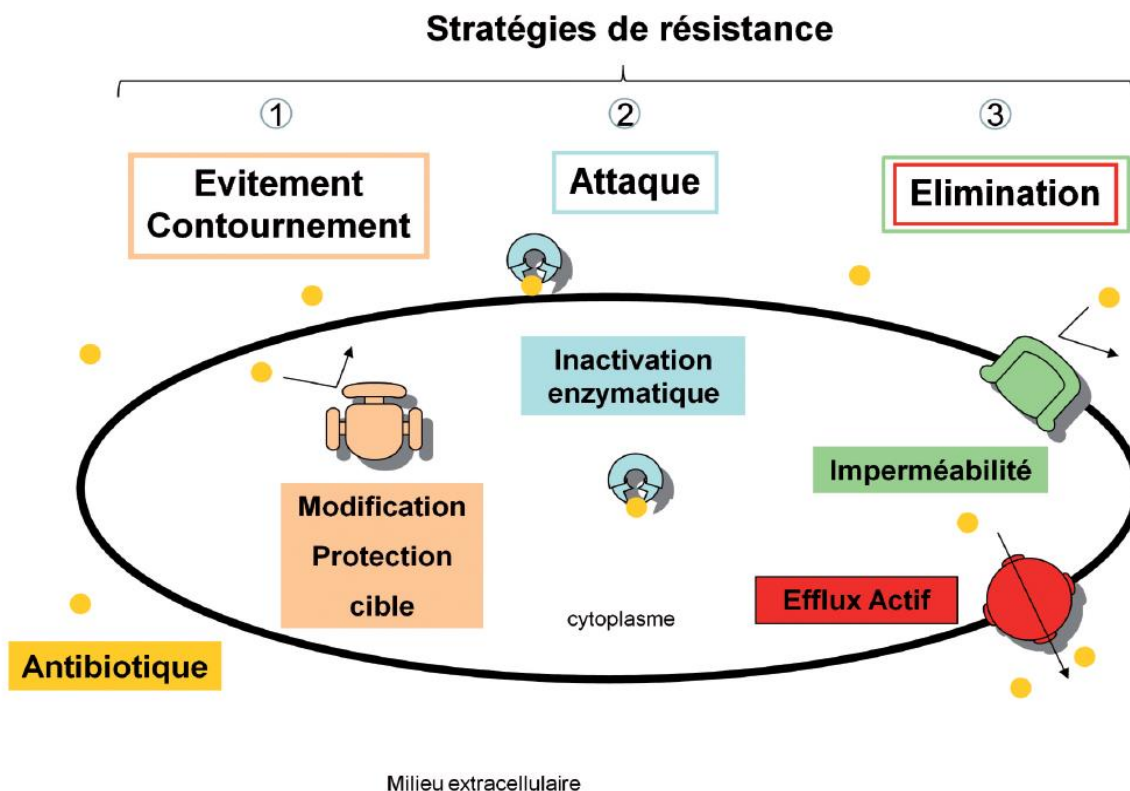 Stratégies de résistance
1
2
3
Evitement
Contournement
Attaque
Elimination
Inactivation
enzymatique
Imperméabilité
Modification
Protection
cible
Efflux Actif
cytoplasme
Antibiotique
Milieu extracellulaire